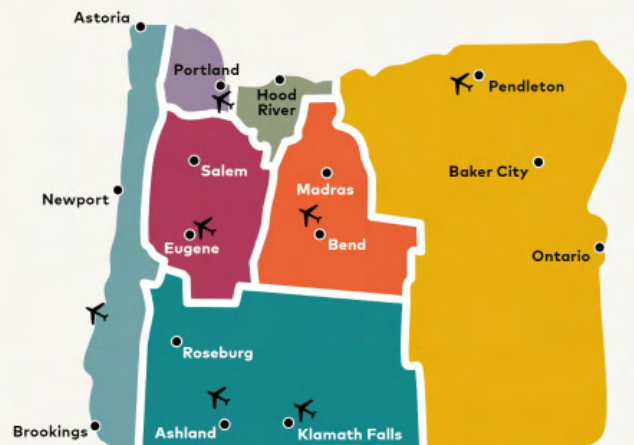 Astoria
Portland
Hood
River
Pendleton
Salem
Madras
Baker City
Newport
Eugene
Bend
Ontario
Roseburg
Brookings
Ashland
Klamath Falls